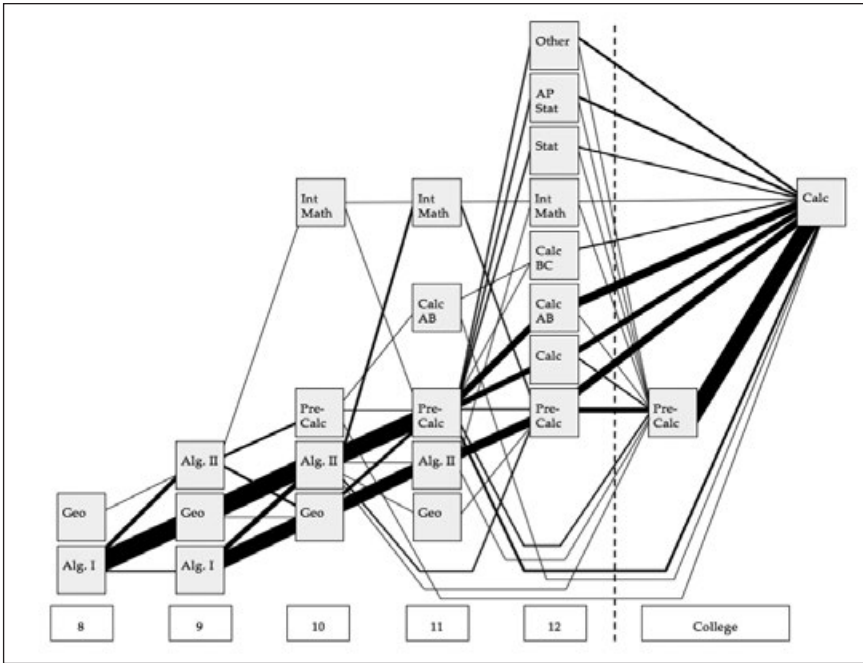 Other
AP
Stat
Stat
Int
Math
Int
Math
Int
Math
Calc
Calc
BC
Calc
AB
Calc
AB
Calc
Pre-
Calc
Pre-
Calc
Pre-
Calc
Pre-
Calc
Alg. II
Alg. II
Alg. II
Geo
Geo
Geo
Geo
Alg. I
Alg. I
8
9
10
11
12
College